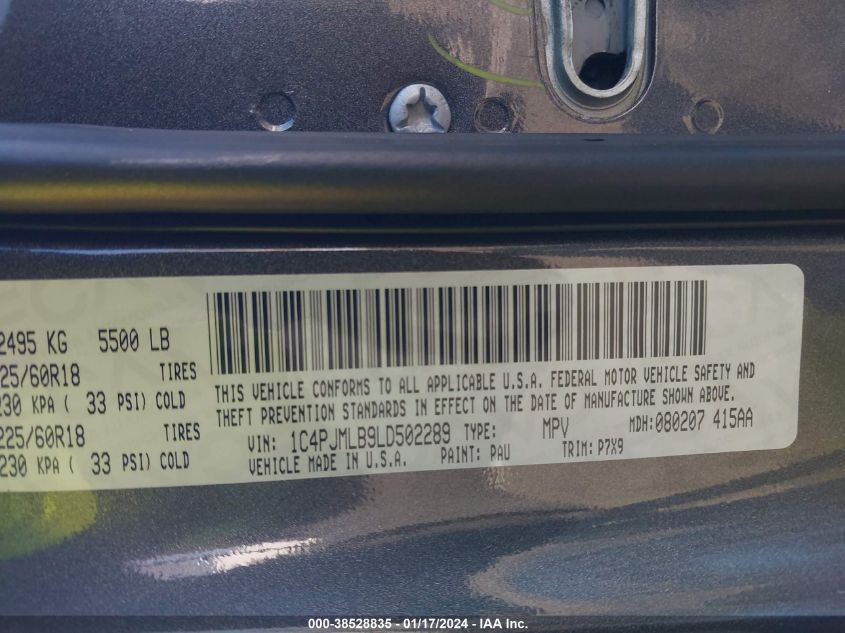 2495 KG 5500 LB
225/60R18 TIRES
230 KPA ( 33 PSI) COLD
225/60R18 TIRES
230 KPA ( 33 PSI) COLD
THIS VEHICLE CONFORMS TO ALL APPLICABLE U.S.A. FEDERAL MOTOR VEHICLE SAFETY AND
THEFT PREVENTION STANDARDS IN EFFECT ON THE DATE OF MANUFACTURE SHOWN ABOVE.
VIN: 1C4PJMLB9LD502289 TYPE: MPV MDH: 080207 415AA
VEHICLE MADE IN U.S.A. PAINT: PAU TRIM: P7X9
000-38528835 - 01/17/2024 - IAA Inc.